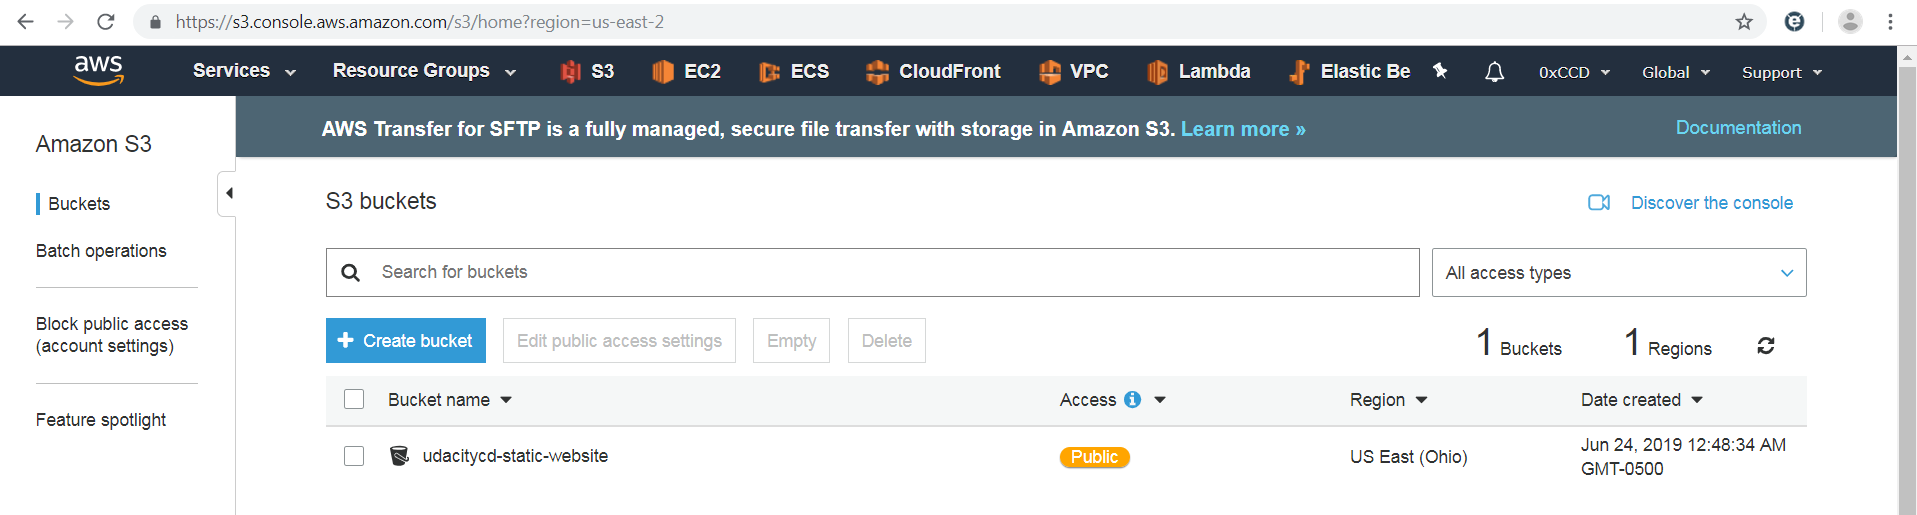 https://s3.console.aws.amazon.com/s3/home?region=us-east-2
aws Services Resource Groups S3 EC2 ECS CloudFront VPC Lambda Elastic Be 0xCCD Global Support
AWS Transfer for SFTP is a fully managed, secure file transfer with storage in Amazon S3. Learn more » Documentation
Amazon S3
Buckets
Batch operations
Block public access
(account settings)
Feature spotlight
S3 buckets Discover the console
Search for buckets All access types
+ Create bucket Edit public access settings Empty Delete 1 Buckets 1 Regions
Bucket name Access Region Date created
udacitycd-static-website Public US East (Ohio) Jun 24, 2019 12:48:34 AM
GMT-0500